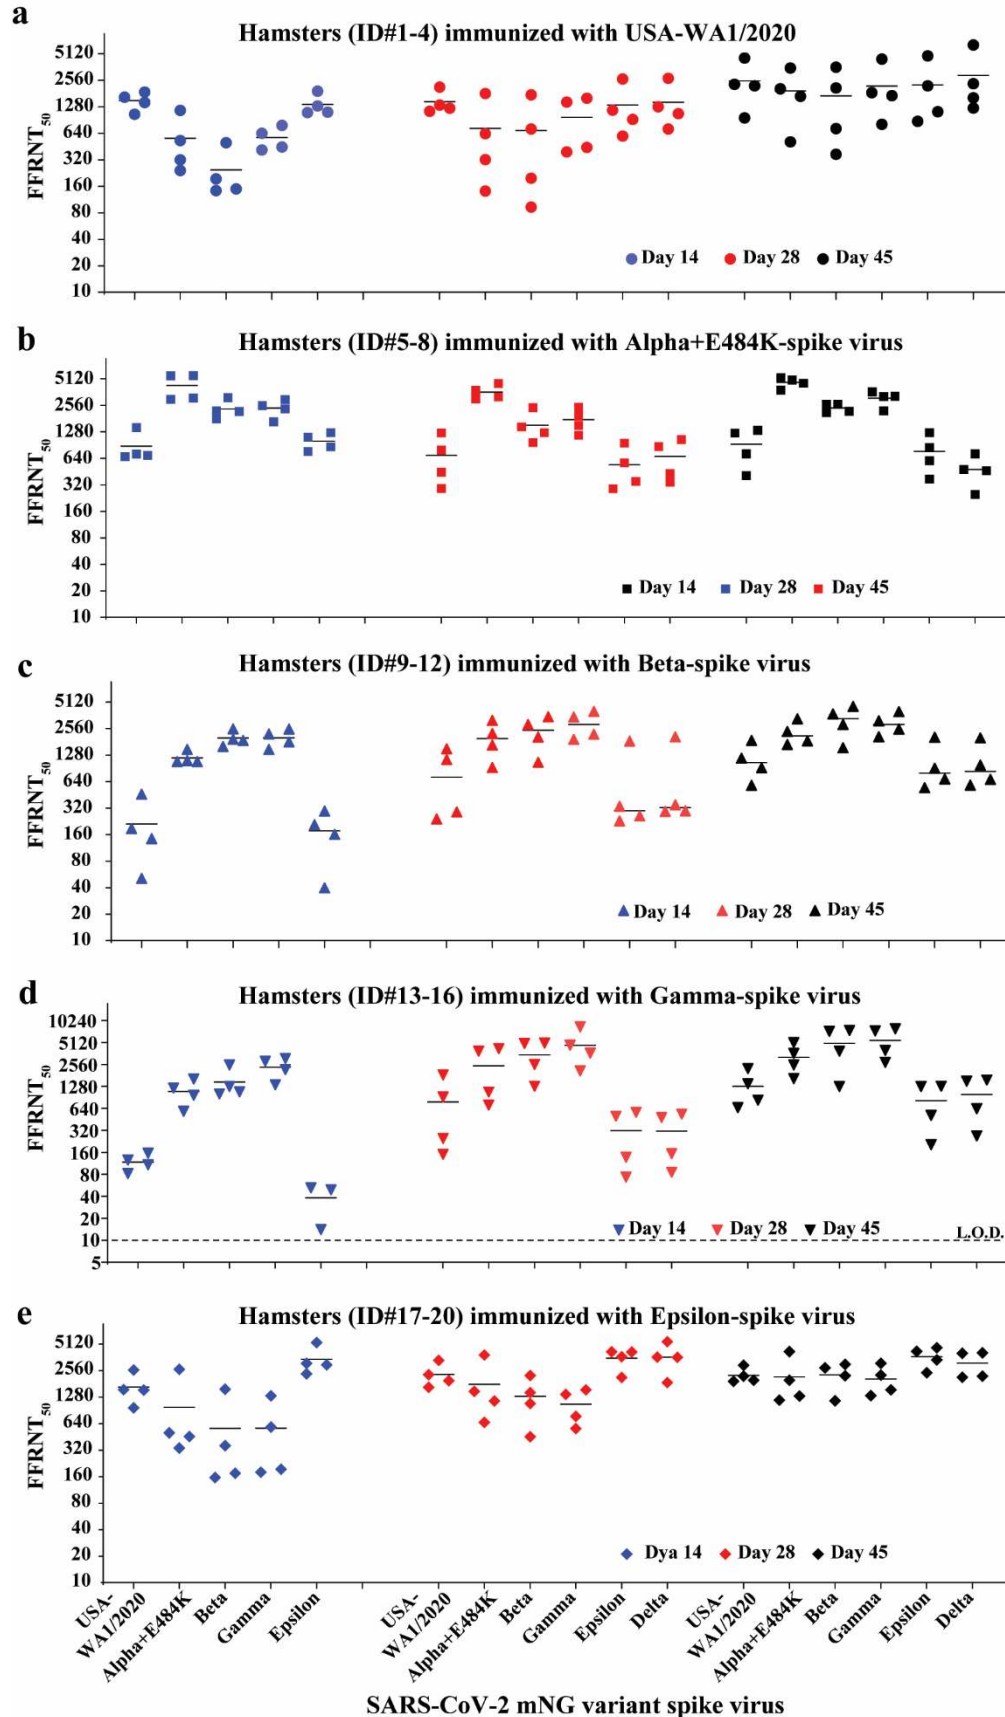 a
Hamsters (ID#1-4) immunized with USA-WA1/2020
FFRNT50
5120
2560
1280
640
320
160
80
40
20
10
Day 14 Day 28 Day 45
b
Hamsters (ID#5-8) immunized with Alpha+E484K-spike virus
FFRNT50
5120
2560
1280
640
320
160
80
40
20
10
Day 14 Day 28 Day 45
c
Hamsters (ID#9-12) immunized with Beta-spike virus
FFRNT50
5120
2560
1280
640
320
160
80
40
20
10
Day 14 Day 28 Day 45
d
Hamsters (ID#13-16) immunized with Gamma-spike virus
FFRNT50
10240
5120
2560
1280
640
320
160
80
40
20
10
5
Day 14 Day 28 Day 45
L.O.D.
e
Hamsters (ID#17-20) immunized with Epsilon-spike virus
FFRNT50
5120
2560
1280
640
320
160
80
40
20
10
Dya 14 Day 28 Day 45
USA-
WA1/2020
Alpha+E484K
Beta
Gamma
Epsilon
USA-
WA1/2020
Alpha+E484K
Beta
Gamma
Epsilon
Delta
USA-
WA1/2020
Alpha+E484K
Beta
Gamma
Epsilon
Delta
SARS-CoV-2 mNG variant spike virus